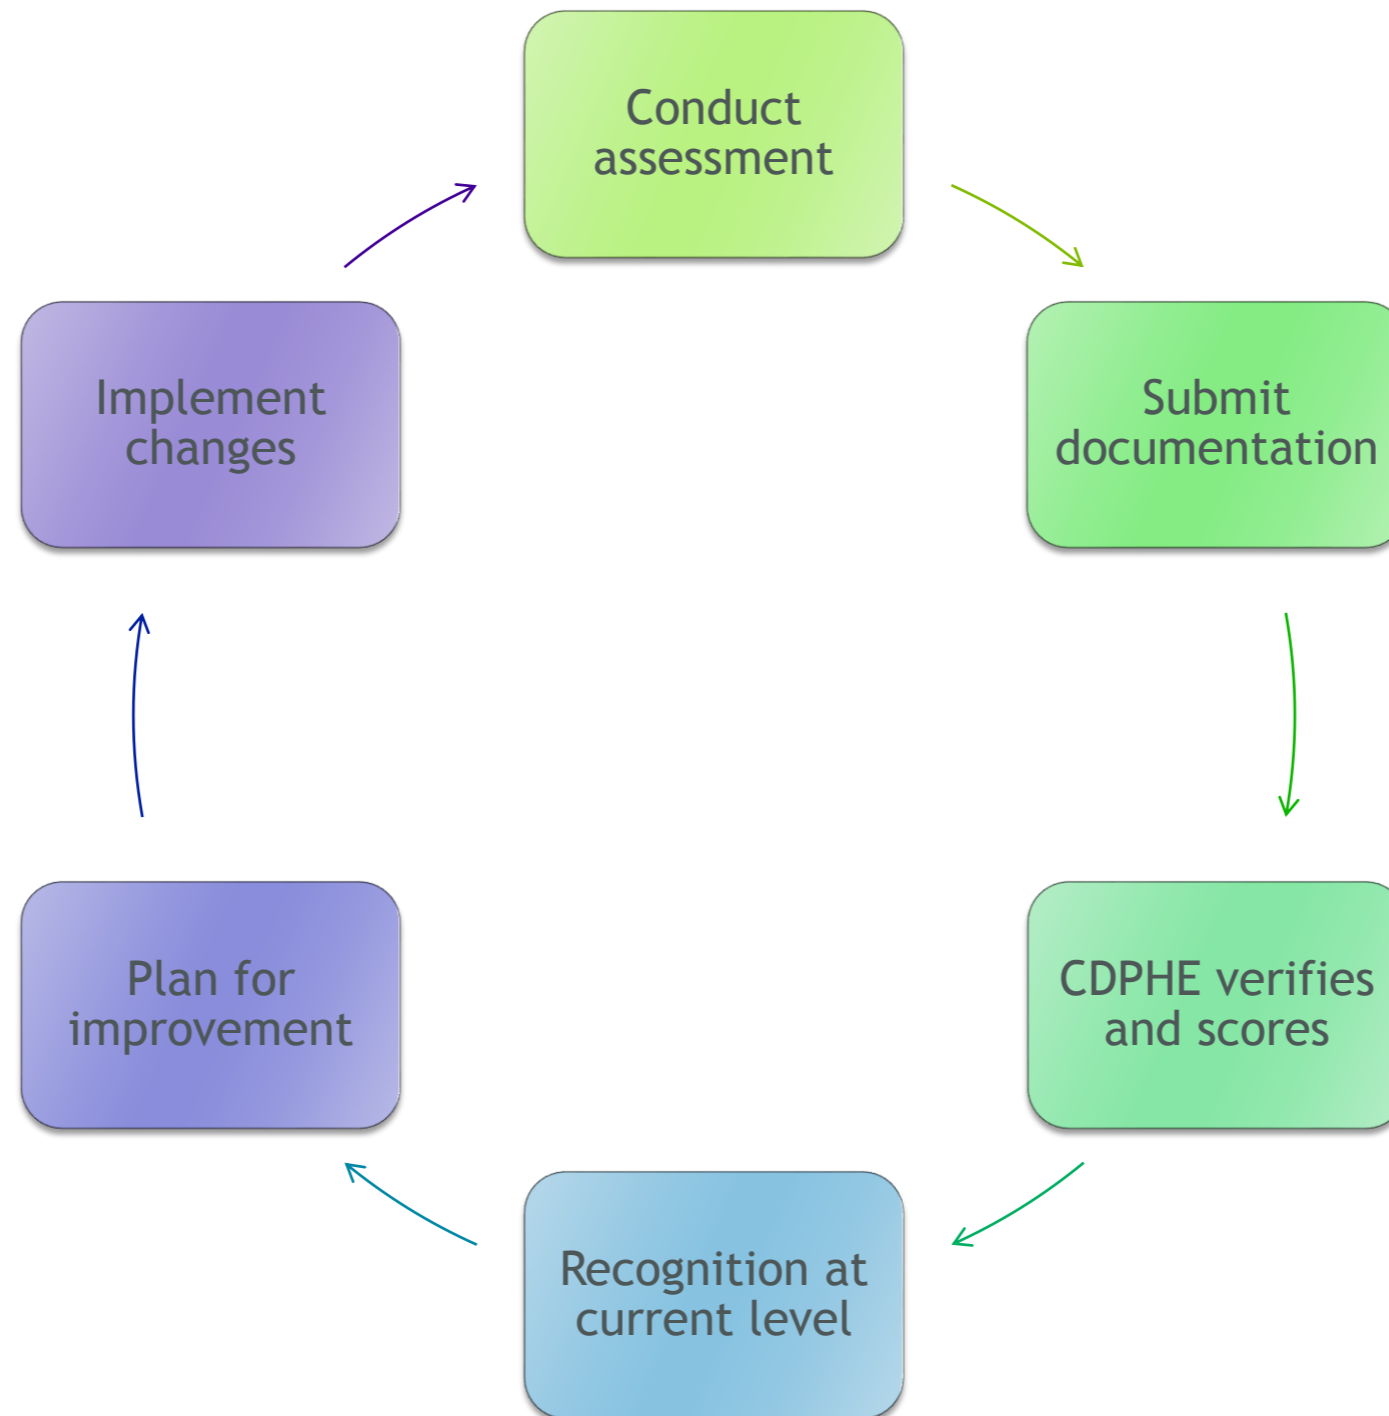 Conduct
assessment
Submit
documentation
CDPHE verifies
and scores
Recognition at
current level
Plan for
improvement
Implement
changes